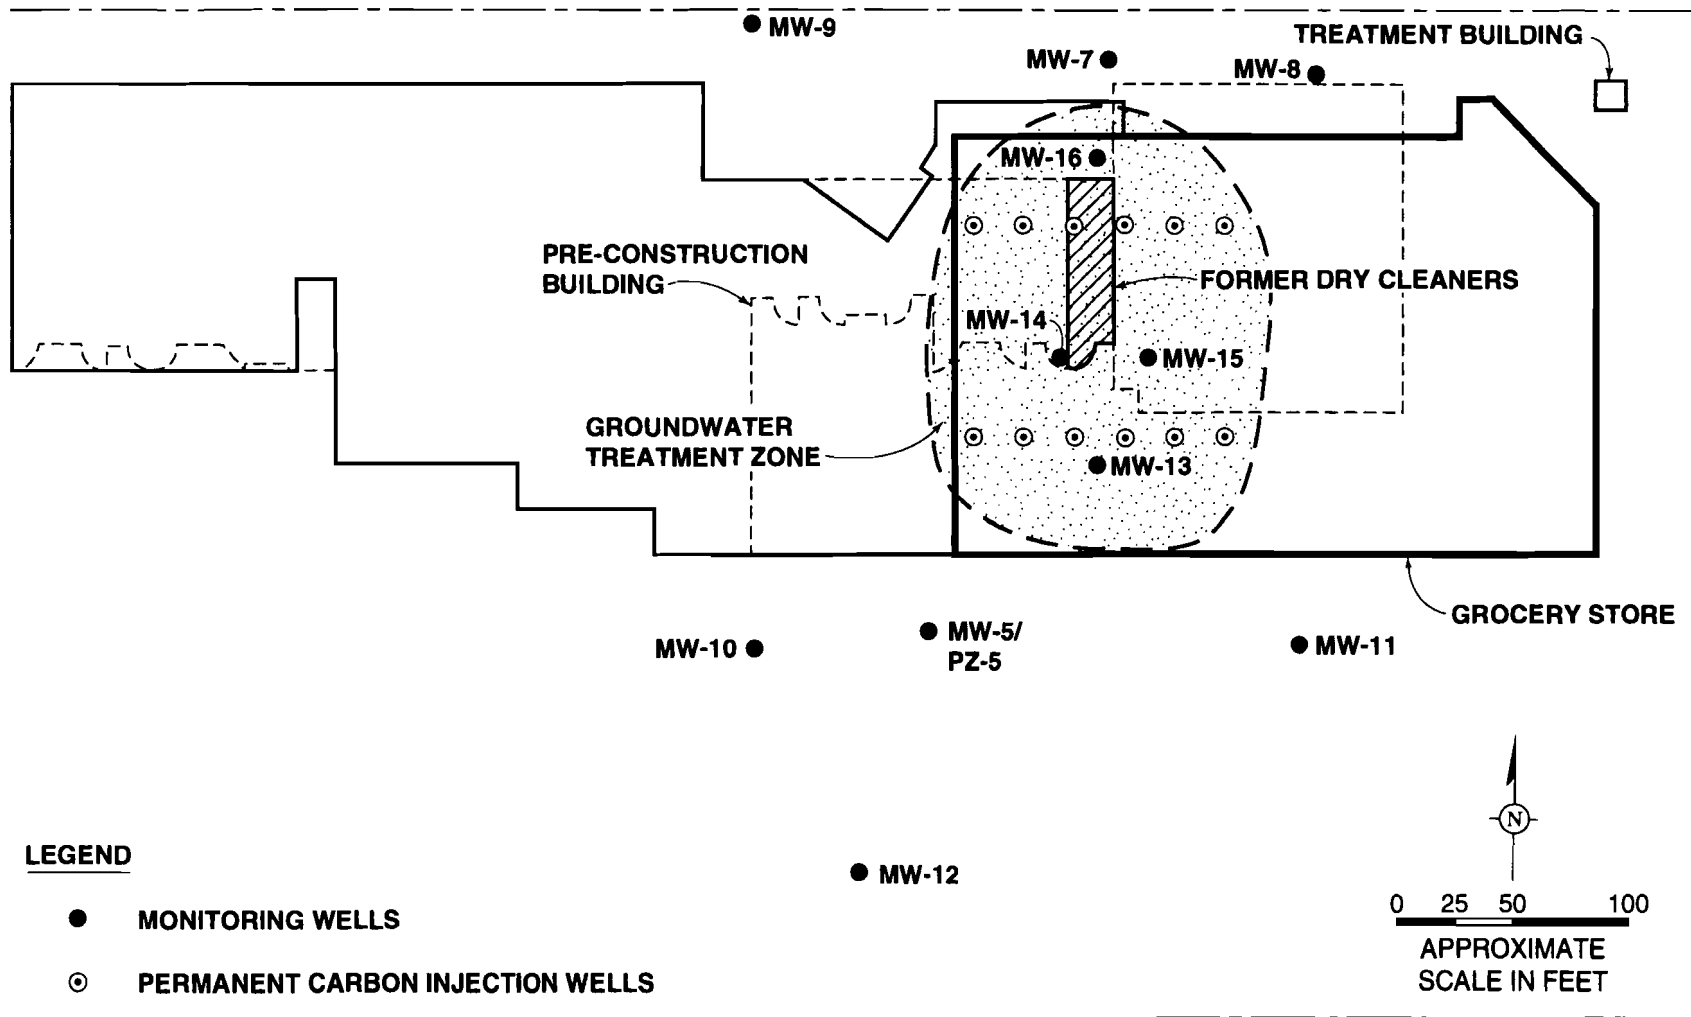 MW-9
TREATMENT BUILDING
MW-7
MW-8
MW-16
PRE-CONSTRUCTION
BUILDING
FORMER DRY CLEANERS
MW-14
MW-15
GROUNDWATER
TREATMENT ZONE
MW-13
GROCERY STORE
MW-10
MW-5/
PZ-5
MW-11
N
MW-12
LEGEND
MONITORING WELLS
PERMANENT CARBON INJECTION WELLS
0 25 50 100
APPROXIMATE
SCALE IN FEET